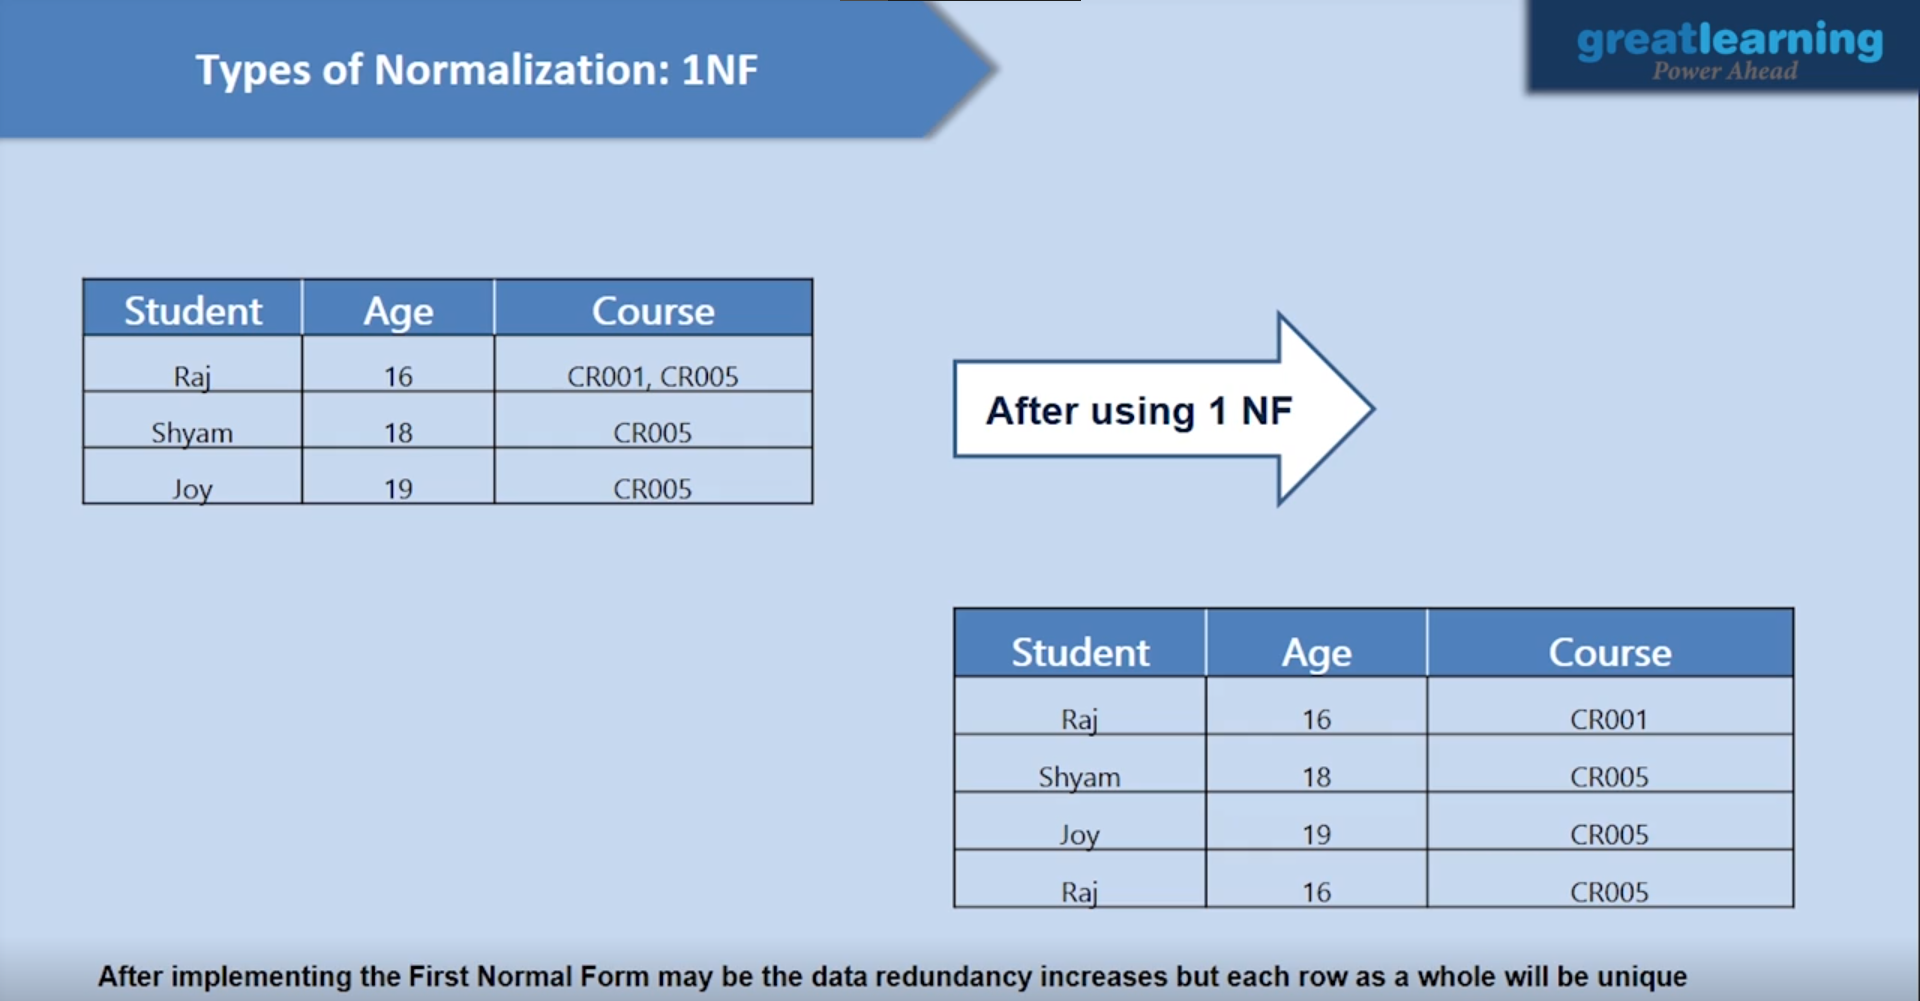 Types of Normalization: 1NF
greatlearning
Power Ahead
Student Age Course
Raj 16 CR001, CR005
Shyam 18 CR005
Joy 19 CR005
After using 1 NF
Student Age Course
Raj 16 CR001
Shyam 18 CR005
Joy 19 CR005
Raj 16 CR005
After implementing the First Normal Form may be the data redundancy increases but each row as a whole will be unique